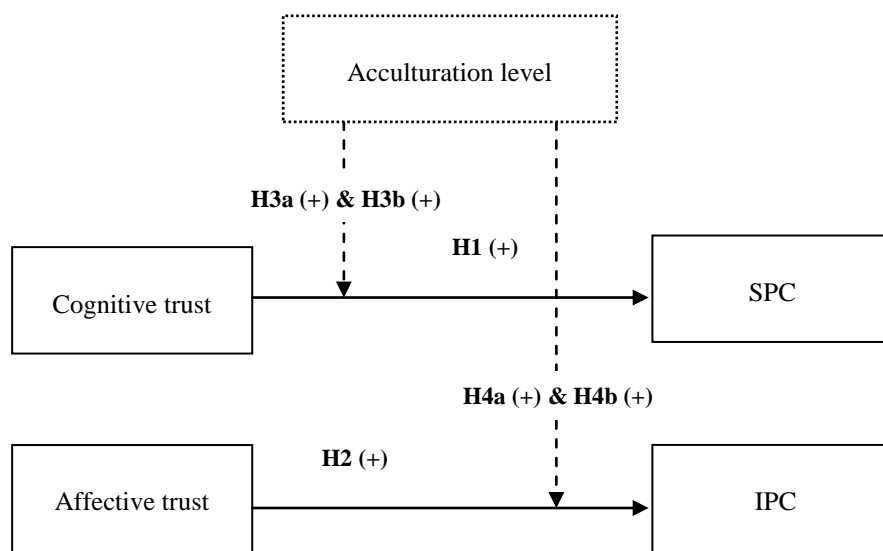 Acculturation level
H3a (+) & H3b (+)
H1 (+)
Cognitive trust
SPC
H4a (+) & H4b (+)
H2 (+)
Affective trust
IPC